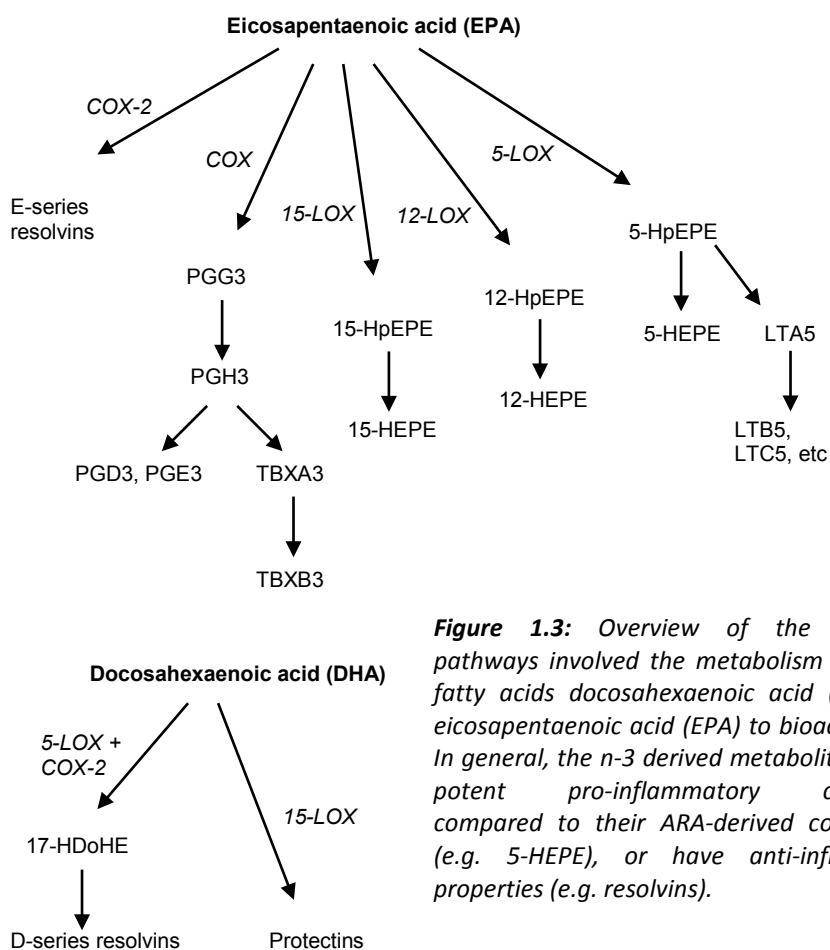 Eicosapentaenoic acid (EPA)
COX-2
COX
5-LOX
15-LOX
12-LOX
E-series
resolvins
5-HpEPE
PGG3
12-HpEPE
15-HpEPE
5-HEPE
LTA5
PGH3
12-HEPE
15-HEPE
LTB5,
LTC5, etc
PGD3, PGE3
TBXA3
TBXB3
Docosahexaenoic acid (DHA)
5-LOX +
COX-2
15-LOX
17-HDoHE
D-series resolvins
Protectins
Figure 1.3: Overview of the
pathways involved the metabolism
fatty acids docosahexaenoic acid (
eicosapentaenoic acid (EPA) to
In general, the n-3 derived
potent pro-inflammatory
compared to their ARA-derived
(e.g. 5-HEPE), or have
properties (e.g. resolvins).